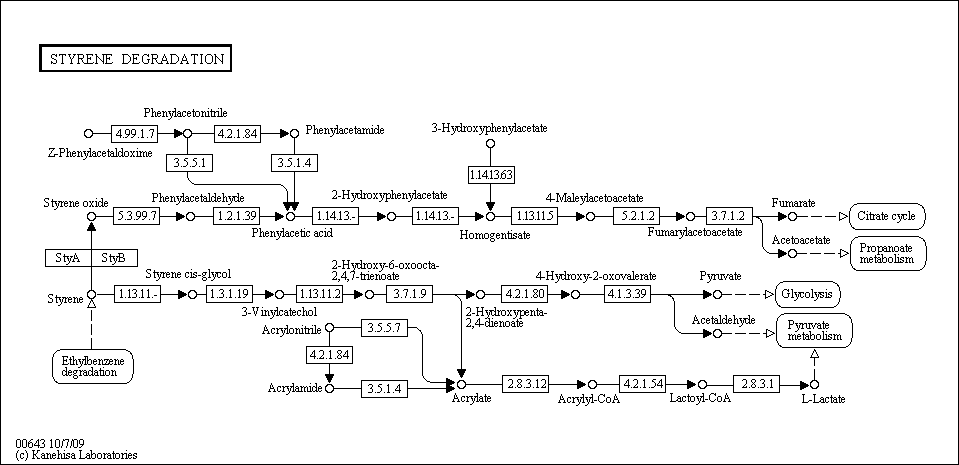 STYRENE DEGRADATION
Phenylacetonitrile
4.99.1.7
4.2.1.84
Phenylacetamide
3-Hydroxyphenylacetate
Z-Phenylacetaldoxime
3.5.5.1
3.5.1.4
1.14.13.63
Phenylacetaldehyde
2-Hydroxyphenylacetate
4-Maleylacetoacetate
Styrene oxide
Fumarate
5.3.99.7
1.2.1.39
1.14.13.-
1.14.13.-
1.13.11.5
5.2.1.2
3.7.1.2
Citrate cycle
Phenylacetic acid
Homogentisate
Fumarylacetoacetate
Acetoacetate
Propanoate
metabolism
StyA
StyB
Styrene cis-glycol
2-Hydroxy-6-oxoocta-
2,4,7-trienoate
4-Hydroxy-2-oxovalerate
Pyruvate
Styrene
1.13.11.-
1.3.1.19
1.13.11.2
3.7.1.9
4.2.1.80
4.1.3.39
Glycolysis
3-Vinylcatechol
2-Hydroxypenta-
2,4-dienoate
Acetaldehyde
Pyruvate
metabolism
Acrylonitrile
3.5.5.7
4.2.1.84
Ethylbenzene
degradation
Acrylamide
3.5.1.4
Acrylate
2.8.3.12
Acrylyl-CoA
4.2.1.54
Lactoyl-CoA
2.8.3.1
L-Lactate
00643 10/7/09
(c) Kanehisa Laboratories